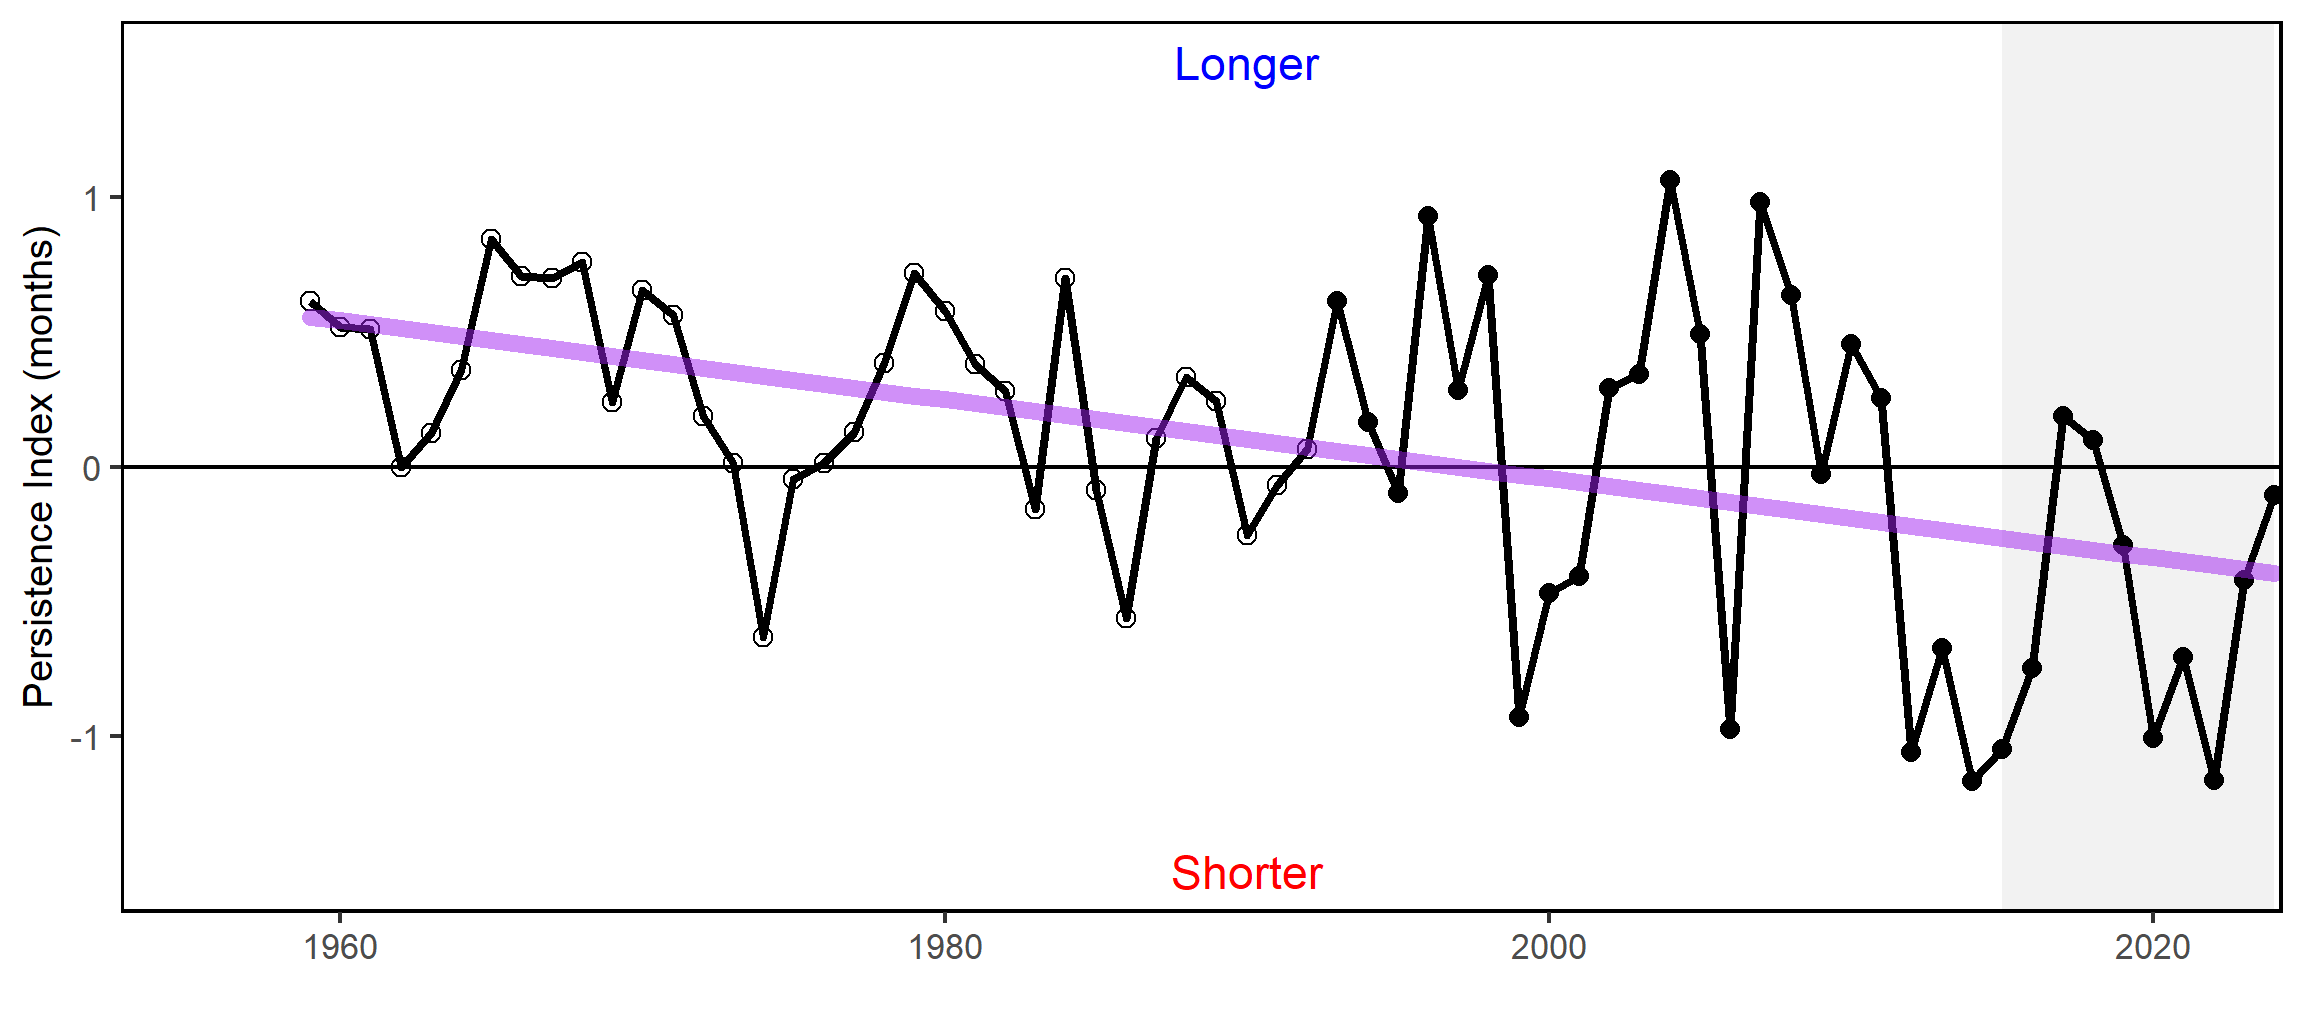 Longer
Persistence Index (months)
1
0
-1
Shorter
1960
1980
2000
2020